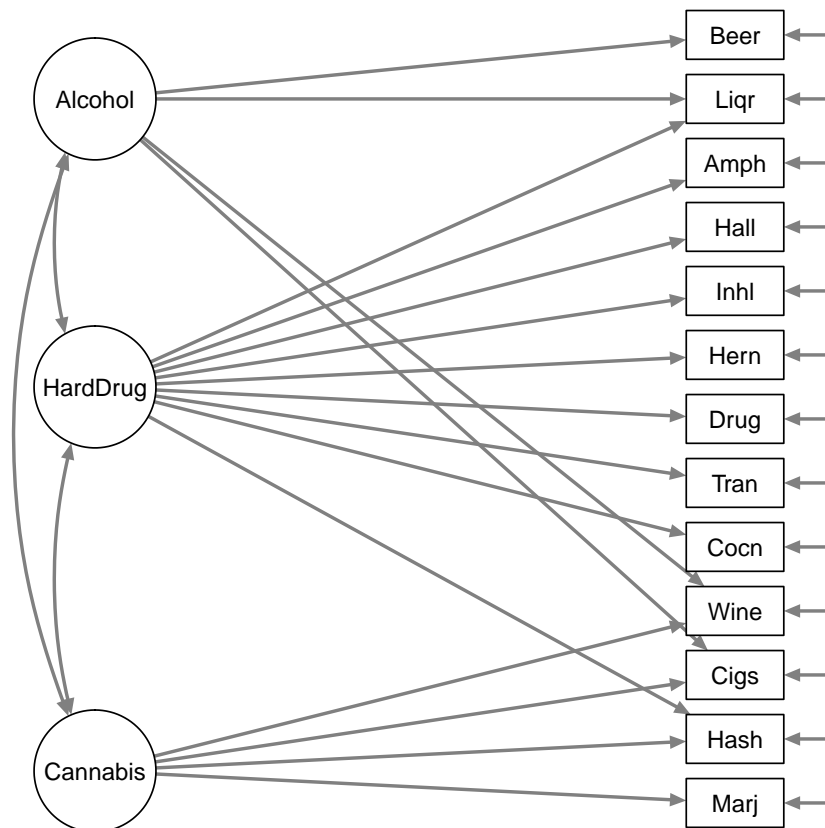 Alcohol
HardDrug
Cannabis
Beer
Liqr
Amph
Hall
Inhl
Hern
Drug
Tran
Cocn
Wine
Cigs
Hash
Marj